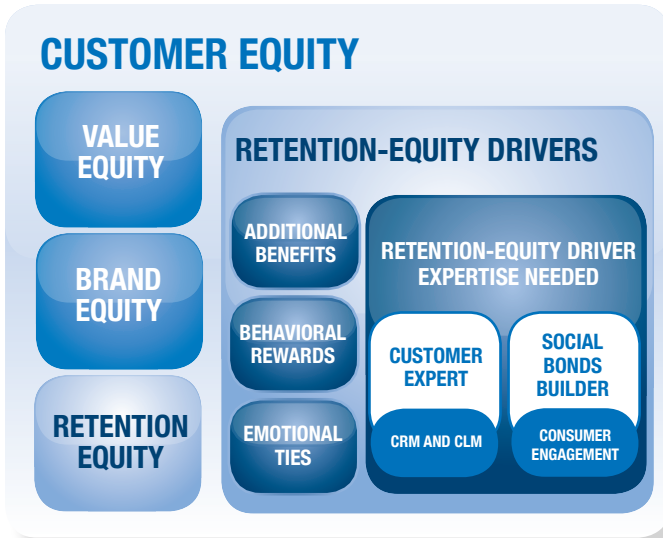 CUSTOMER EQUITY
VALUE
EQUITY
BRAND
EQUITY
RETENTION
EQUITY
RETENTION-EQUITY DRIVERS
ADDITIONAL
BENEFITS
BEHAVIORAL
REWARDS
EMOTIONAL
TIES
RETENTION-EQUITY DRIVER
EXPERTISE NEEDED
CUSTOMER
EXPERT
CRM AND CLM
SOCIAL
BONDS
BUILDER
CONSUMER
ENGAGEMENT